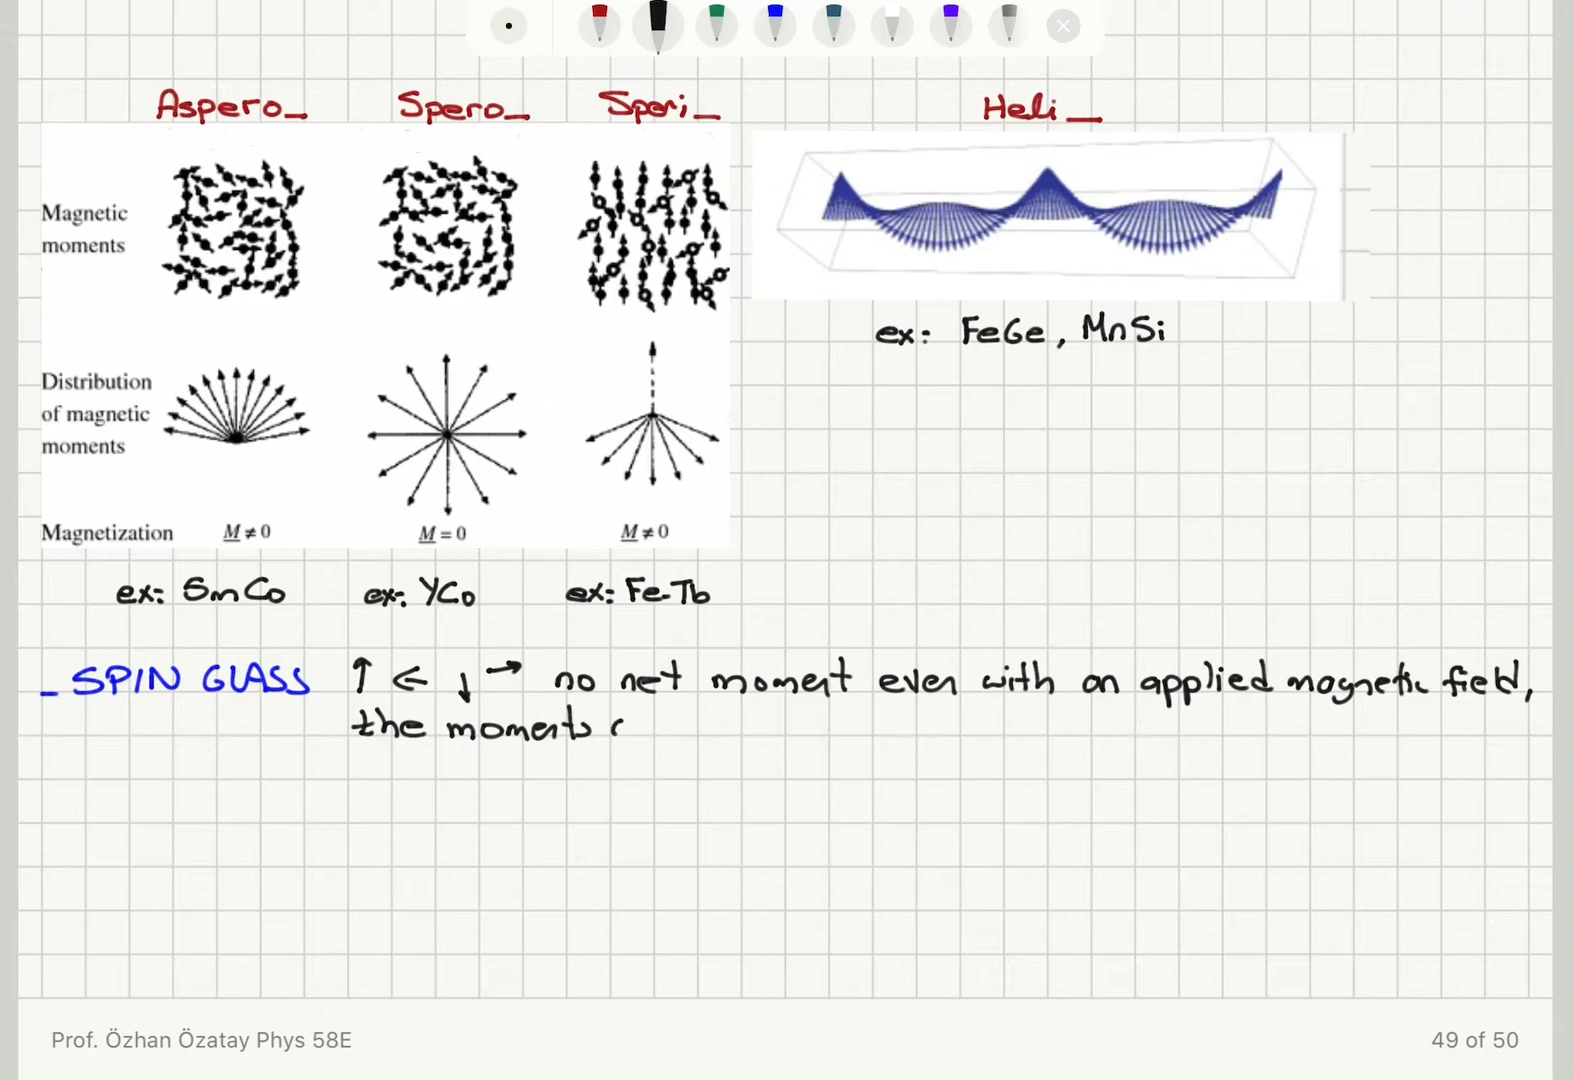 Aspero_ Spero_ Speri_ Heli_
Magnetic
moments
ex: FeGe, MnSi
Distribution
of magnetic
moments
Magnetization M ≠ 0 M = 0 M ≠ 0
ex: SmCo ex: YCo ex: Fe-Tb
_ SPIN GLASS ↑ ← ↓ → no net moment even with an applied magnetic field,
the moments
Prof. Özhan Özatay Phys 58E 49 of 50